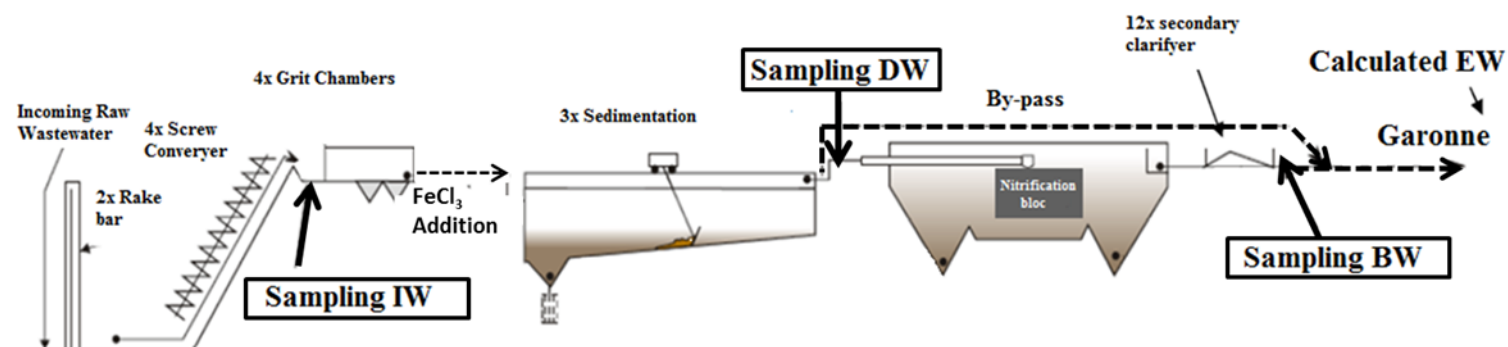 Incoming Raw
Wastewater
2x Rake
bar
4x Screw
Converyer
4x Grit Chambers
Sampling IW
FeCl₃
Addition
3x Sedimentation
Sampling DW
By-pass
Nitrification
bloc
12x secondary
clarifyer
Sampling BW
Calculated EW
Garonne